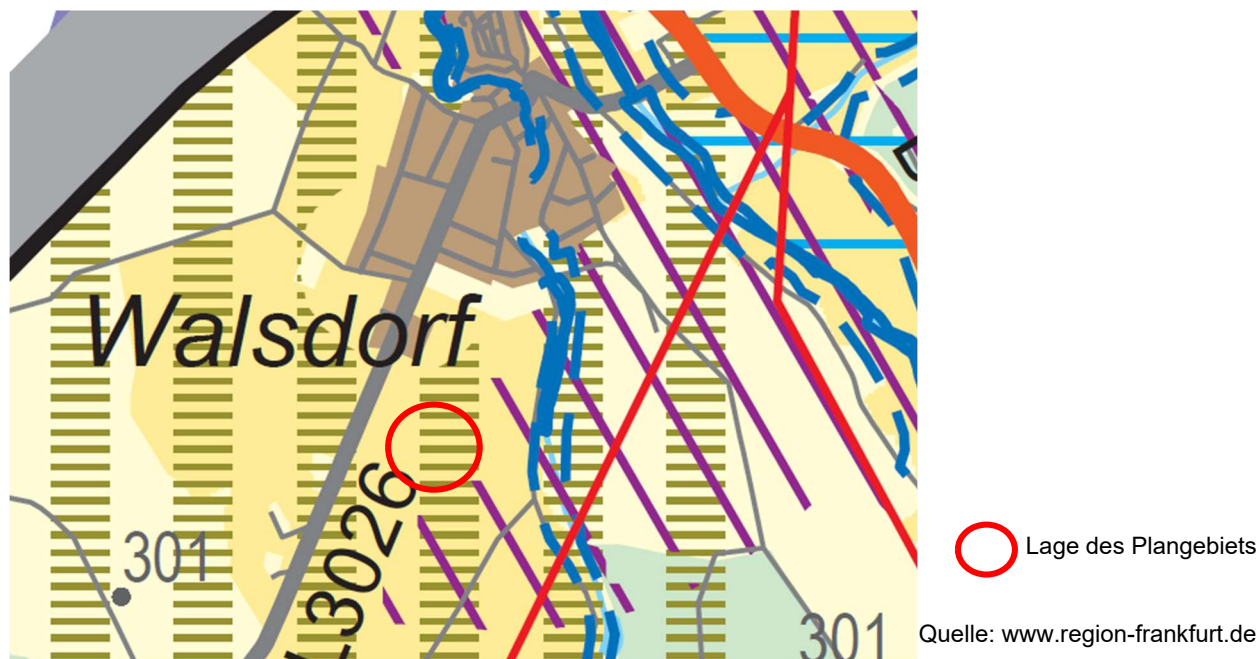 Walsdorf
L3026
301
301
Lage des Plangebiets
Quelle: www.region-frankfurt.de